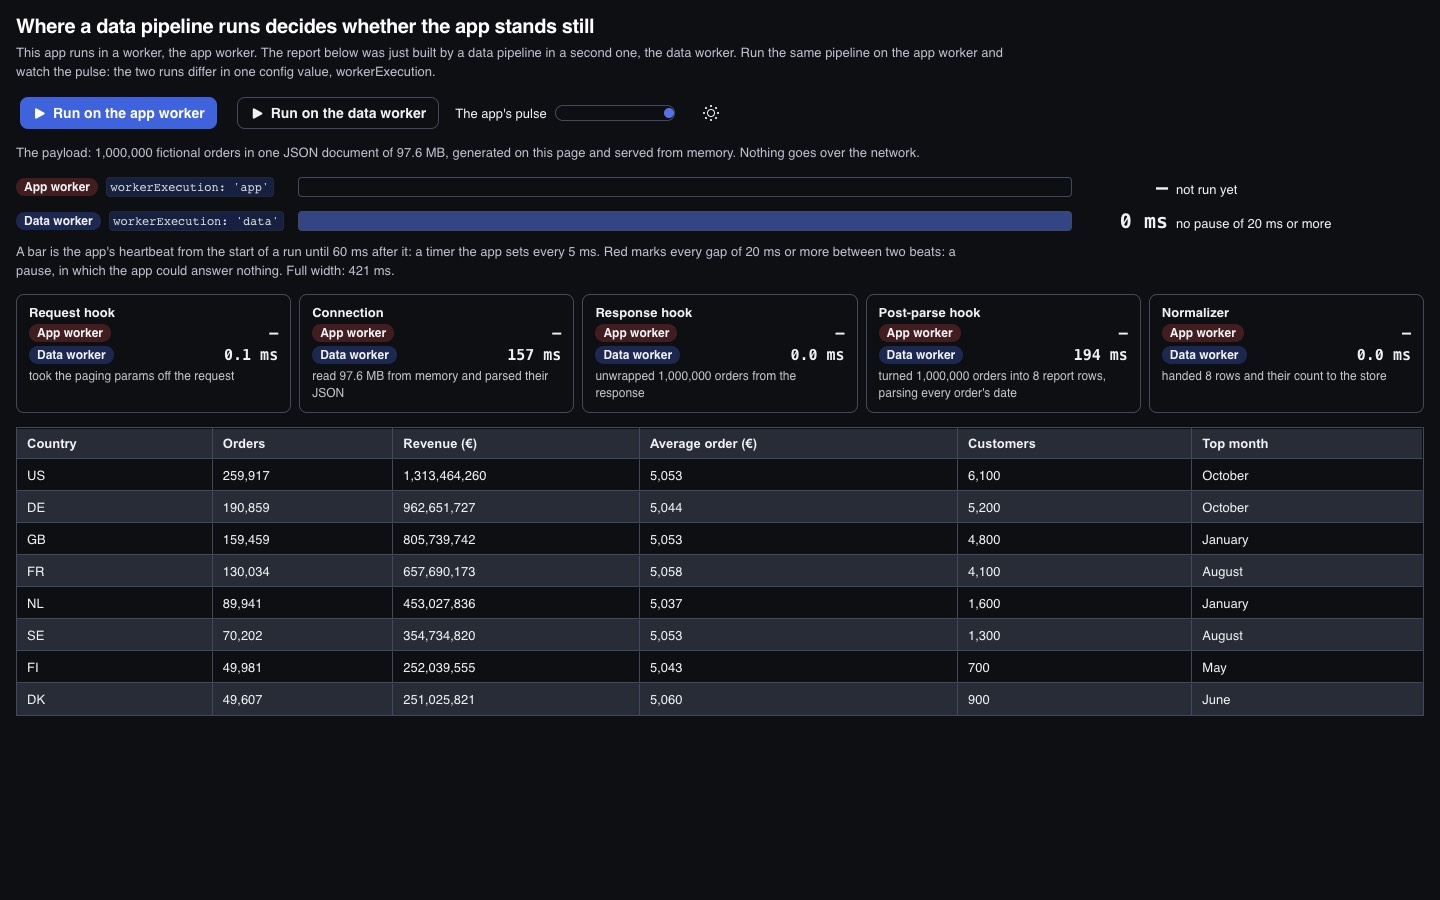 Where a data pipeline runs decides whether the app stands still
This app runs in a worker, the app worker. The report below was just built by a data pipeline in a second one, the data worker. Run the same pipeline on the app worker and
watch the pulse: the two runs differ in one config value, workerExecution.
Run on the app worker Run on the data worker The app's pulse
The payload: 1,000,000 fictional orders in one JSON document of 97.6 MB, generated on this page and served from memory. Nothing goes over the network.
App worker workerExecution: 'app' – not run yet
Data worker workerExecution: 'data' 0 ms no pause of 20 ms or more
A bar is the app's heartbeat from the start of a run until 60 ms after it: a timer the app sets every 5 ms. Red marks every gap of 20 ms or more between two beats: a
pause, in which the app could answer nothing. Full width: 421 ms.
Request hook
App worker –
Data worker 0.1 ms
took the paging params off the request
Connection
App worker –
Data worker 157 ms
read 97.6 MB from memory and parsed their
JSON
Response hook
App worker –
Data worker 0.0 ms
unwrapped 1,000,000 orders from the
response
Post-parse hook
App worker –
Data worker 194 ms
turned 1,000,000 orders into 8 report rows,
parsing every order's date
Normalizer
App worker –
Data worker 0.0 ms
handed 8 rows and their count to the store
Country Orders Revenue (€) Average order (€) Customers Top month
US 259,917 1,313,464,260 5,053 6,100 October
DE 190,859 962,651,727 5,044 5,200 October
GB 159,459 805,739,742 5,053 4,800 January
FR 130,034 657,690,173 5,058 4,100 August
NL 89,941 453,027,836 5,037 1,600 January
SE 70,202 354,734,820 5,053 1,300 August
FI 49,981 252,039,555 5,043 700 May
DK 49,607 251,025,821 5,060 900 June